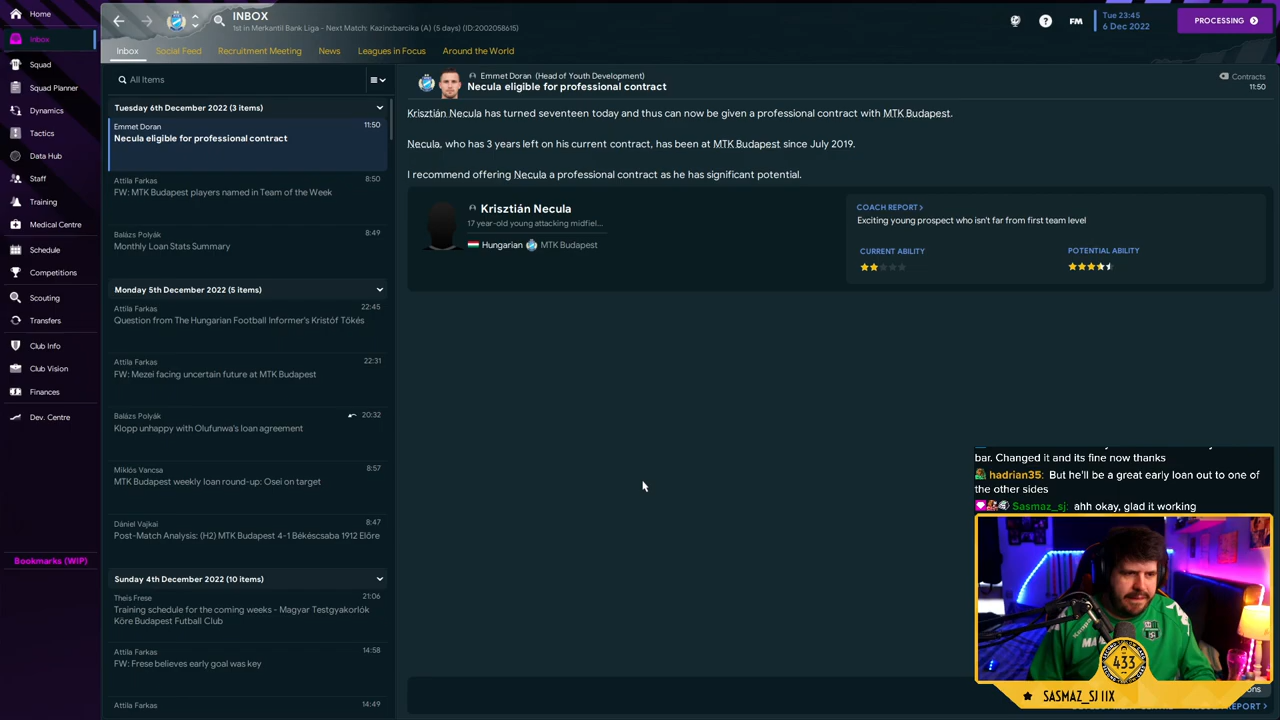 Home
INBOX
1st in Merkantil Bank Liga - Next Match: Kazincbarcika (A) (5 days) (ID:2002058615)
FM
Tue 23:45
6 Dec 2022
PROCESSING
Inbox
Squad
Squad Planner
Dynamics
Tactics
Data Hub
Staff
Training
Medical Centre
Schedule
Competitions
Scouting
Transfers
Club Info
Club Vision
Finances
Dev. Centre
Bookmarks (WIP)
Inbox
Social Feed
Recruitment Meeting
News
Leagues in Focus
Around the World
All Items
Tuesday 6th December 2022 (3 items)
Emmet Doran
11:50
Necula eligible for professional contract
Attila Farkas
8:50
FW: MTK Budapest players named in Team of the Week
Balázs Polyák
8:49
Monthly Loan Stats Summary
Monday 5th December 2022 (5 items)
Attila Farkas
22:45
Question from The Hungarian Football Informer's Kristóf Tőkés
Attila Farkas
22:31
FW: Mezei facing uncertain future at MTK Budapest
Balázs Polyák
20:32
Klopp unhappy with Olufunwa's loan agreement
Miklós Vancsa
8:57
MTK Budapest weekly loan round-up: Osei on target
Dániel Vajkai
8:47
Post-Match Analysis: (H2) MTK Budapest 4-1 Békéscsaba 1912 Előre
Sunday 4th December 2022 (10 items)
Theis Frese
21:06
Training schedule for the coming weeks - Magyar Testgyakorlók
Köre Budapest Futball Club
Attila Farkas
14:58
FW: Frese believes early goal was key
Attila Farkas
14:49
Emmet Doran (Head of Youth Development)
Necula eligible for professional contract
Contracts
11:50
Krisztián Necula has turned seventeen today and thus can now be given a professional contract with MTK Budapest.
Necula, who has 3 years left on his current contract, has been at MTK Budapest since July 2019.
I recommend offering Necula a professional contract as he has significant potential.
Krisztián Necula
17 year-old young attacking midfiel...
Hungarian
MTK Budapest
COACH REPORT >
Exciting young prospect who isn't far from first team level
CURRENT ABILITY
POTENTIAL ABILITY
bar. Changed it and its fine now thanks
hadrian35: But he'll be a great early loan out to one of
the other sides
Sasmaz_sj: ahh okay, glad it working
Kappa
433
SASMAZ_SJ IIX
REPORT >